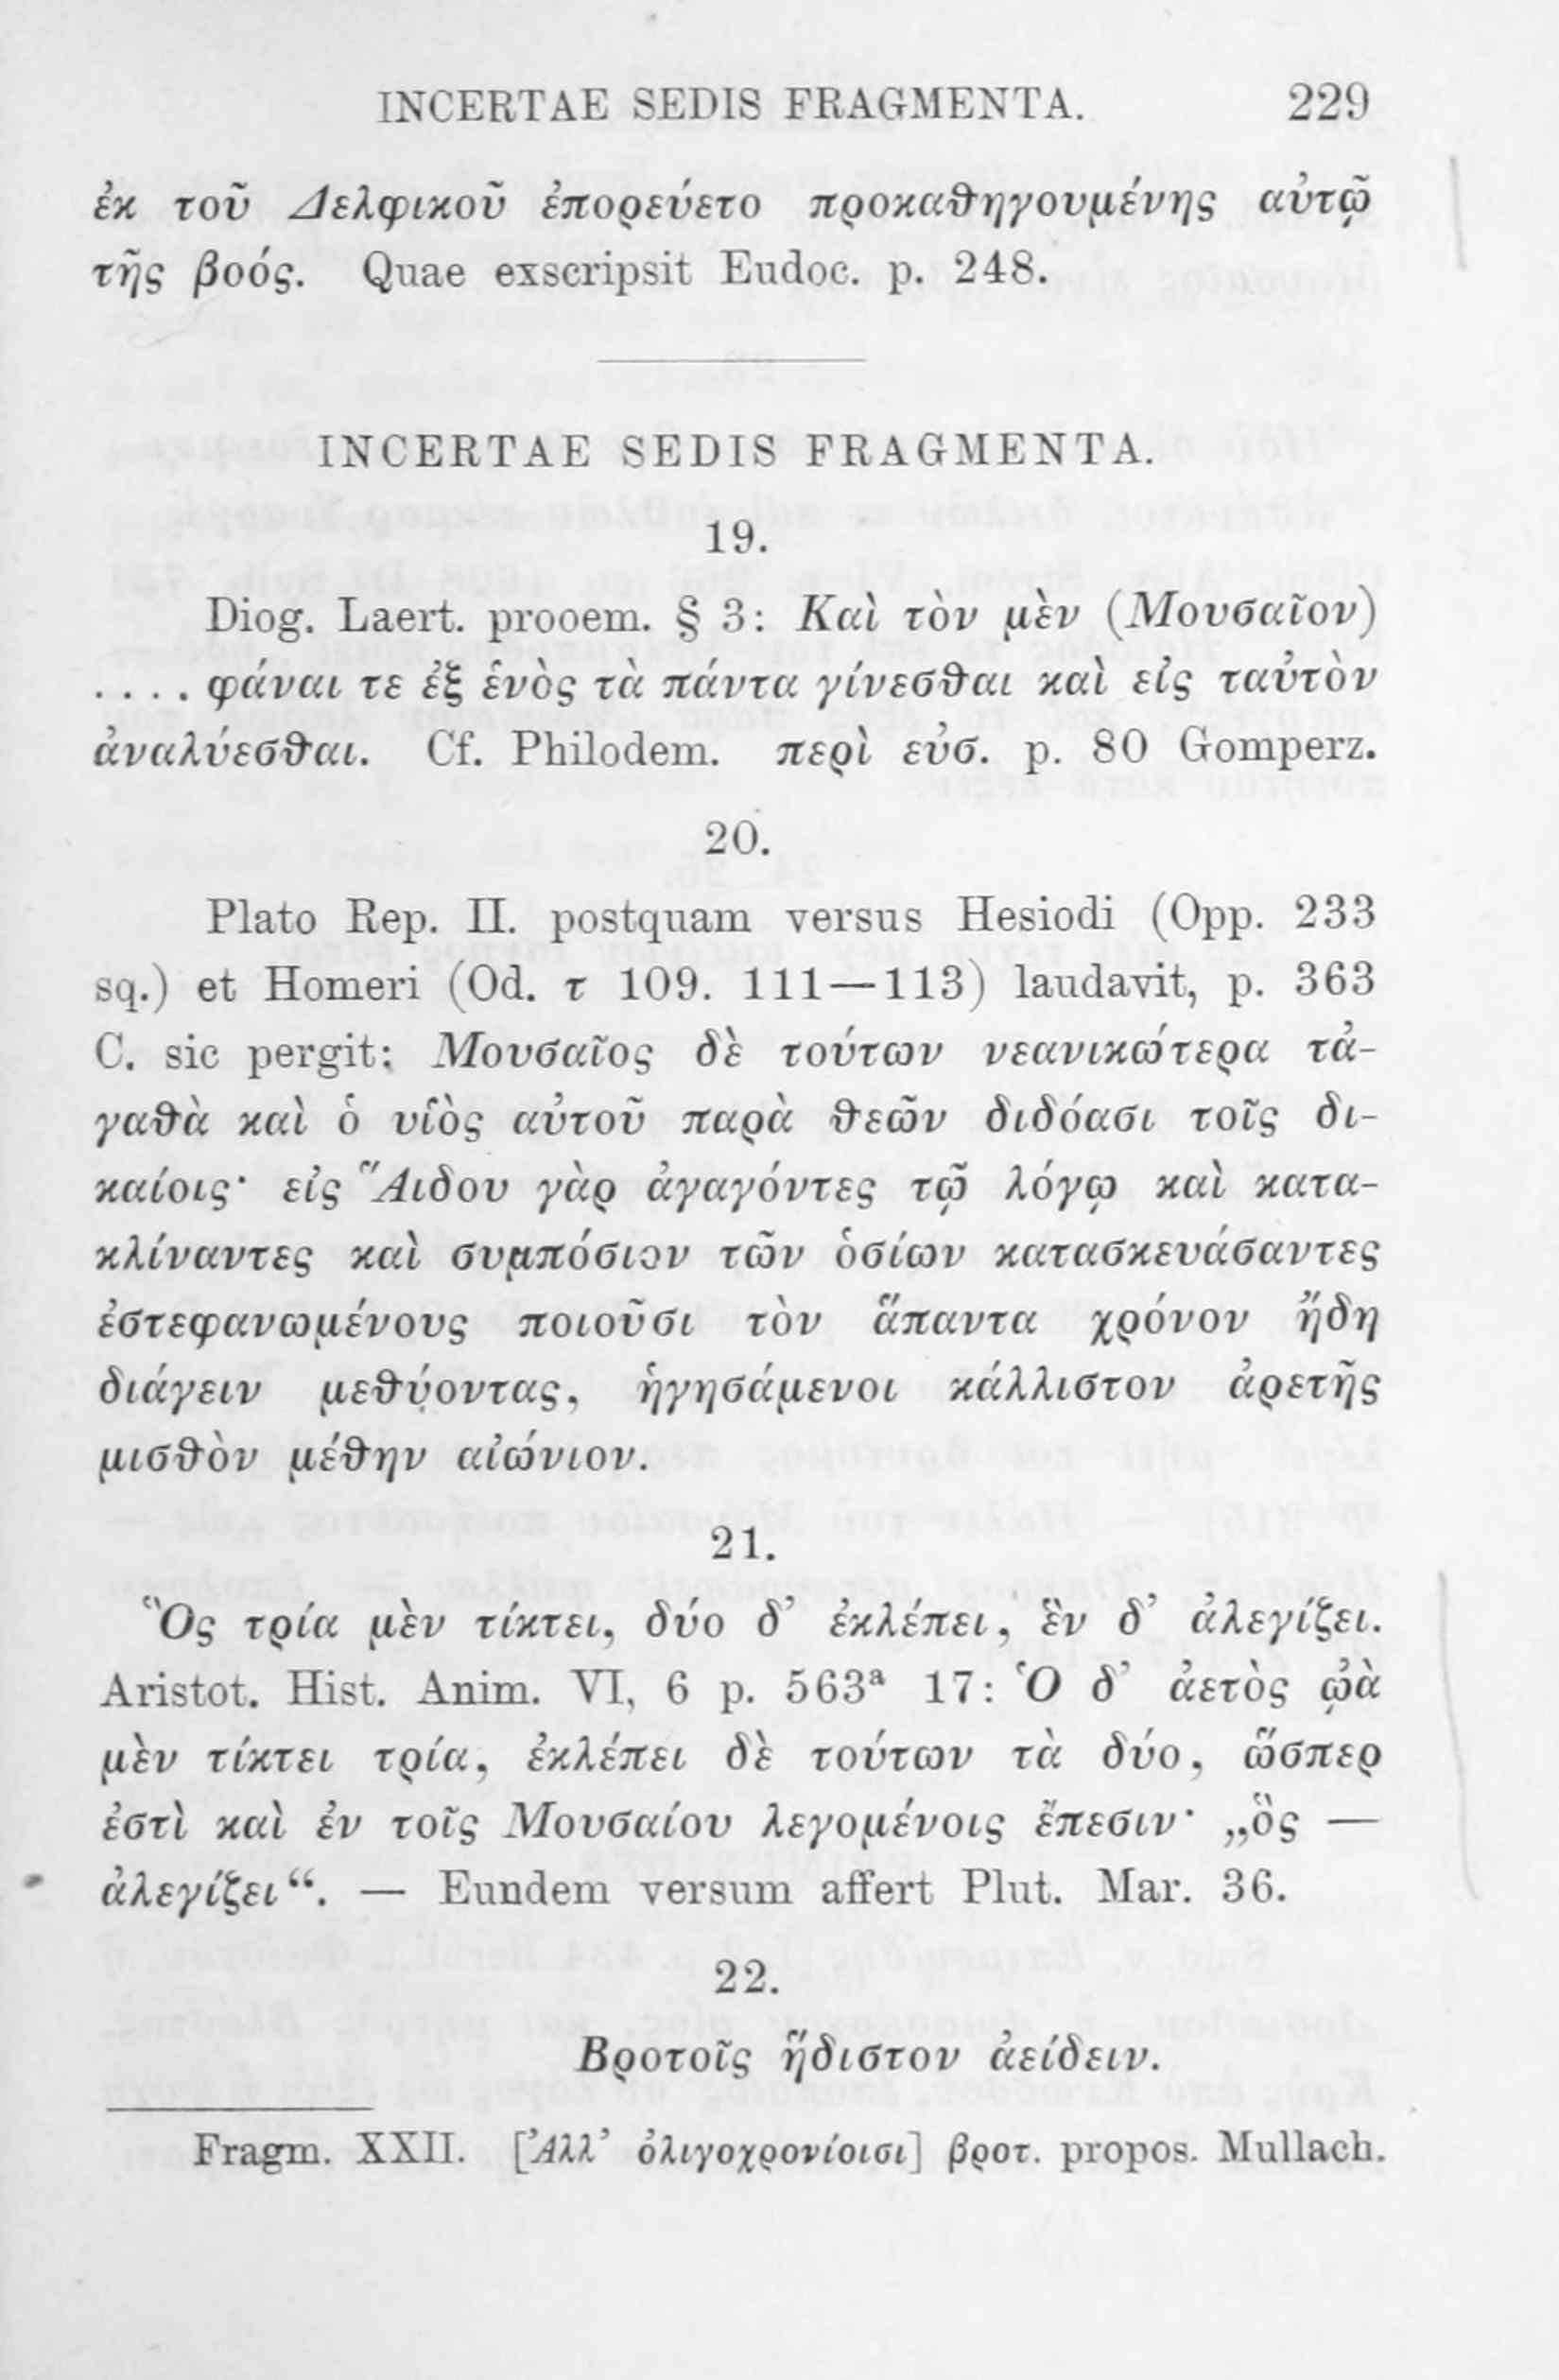 INCERTAE SEDIS FRAGMENTA. 229
ἐκ τοῦ Δελφικοῦ ἐπορεύετο προκαθηγουμένης αὐτῷ
τῆς βοός. Quae exscripsit Eudoc. p. 248.
INCERTAE SEDIS FRAGMENTA.
19.
Diog. Laert. prooem. § 3: Καὶ τὸν μὲν (Μουσαῖον)
.... φάναι τε ἐξ ἑνὸς τὰ πάντα γίνεσθαι καὶ εἰς ταὐτὸν
ἀναλύεσθαι. Cf. Philodem. περὶ εὐσ. p. 80 Gomperz.
20.
Plato Rep. II. postquam versus Hesiodi (Opp. 233
sq.) et Homeri (Od. τ 109. 111—113) laudavit, p. 363
C. sic pergit: Μουσαῖος δὲ τούτων νεανικώτερα τἀ-
γαθὰ καὶ ὁ υἱὸς αὐτοῦ παρὰ θεῶν διδόασι τοῖς δι-
καίοις· εἰς Ἅιδου γὰρ ἀγαγόντες τῷ λόγῳ καὶ κατα-
κλίναντες καὶ συμπόσιον τῶν ὁσίων κατασκευάσαντες
ἐστεφανωμένους ποιοῦσι τὸν ἅπαντα χρόνον ἤδη
διάγειν μεθύοντας, ἡγησάμενοι κάλλιστον ἀρετῆς
μισθὸν μέθην αἰώνιον.
21.
Ὃς τρία μὲν τίκτει, δύο δ’ ἐκλέπει, ἓν δ’ ἀλεγίζει.
Aristot. Hist. Anim. VI, 6 p. 563ᵃ 17: Ὁ δ’ ἀετὸς ᾠὰ
μὲν τίκτει τρία, ἐκλέπει δὲ τούτων τὰ δύο, ὥσπερ
ἐστὶ καὶ ἐν τοῖς Μουσαίου λεγομένοις ἔπεσιν· „ὃς —
ἀλεγίζει“. — Eundem versum affert Plut. Mar. 36.
22.
Βροτοῖς ἥδιστον ἀείδειν.
Fragm. XXII. [Ἀλλ’ ὀλιγοχρονίοισι] βροτ. propos. Mullach.